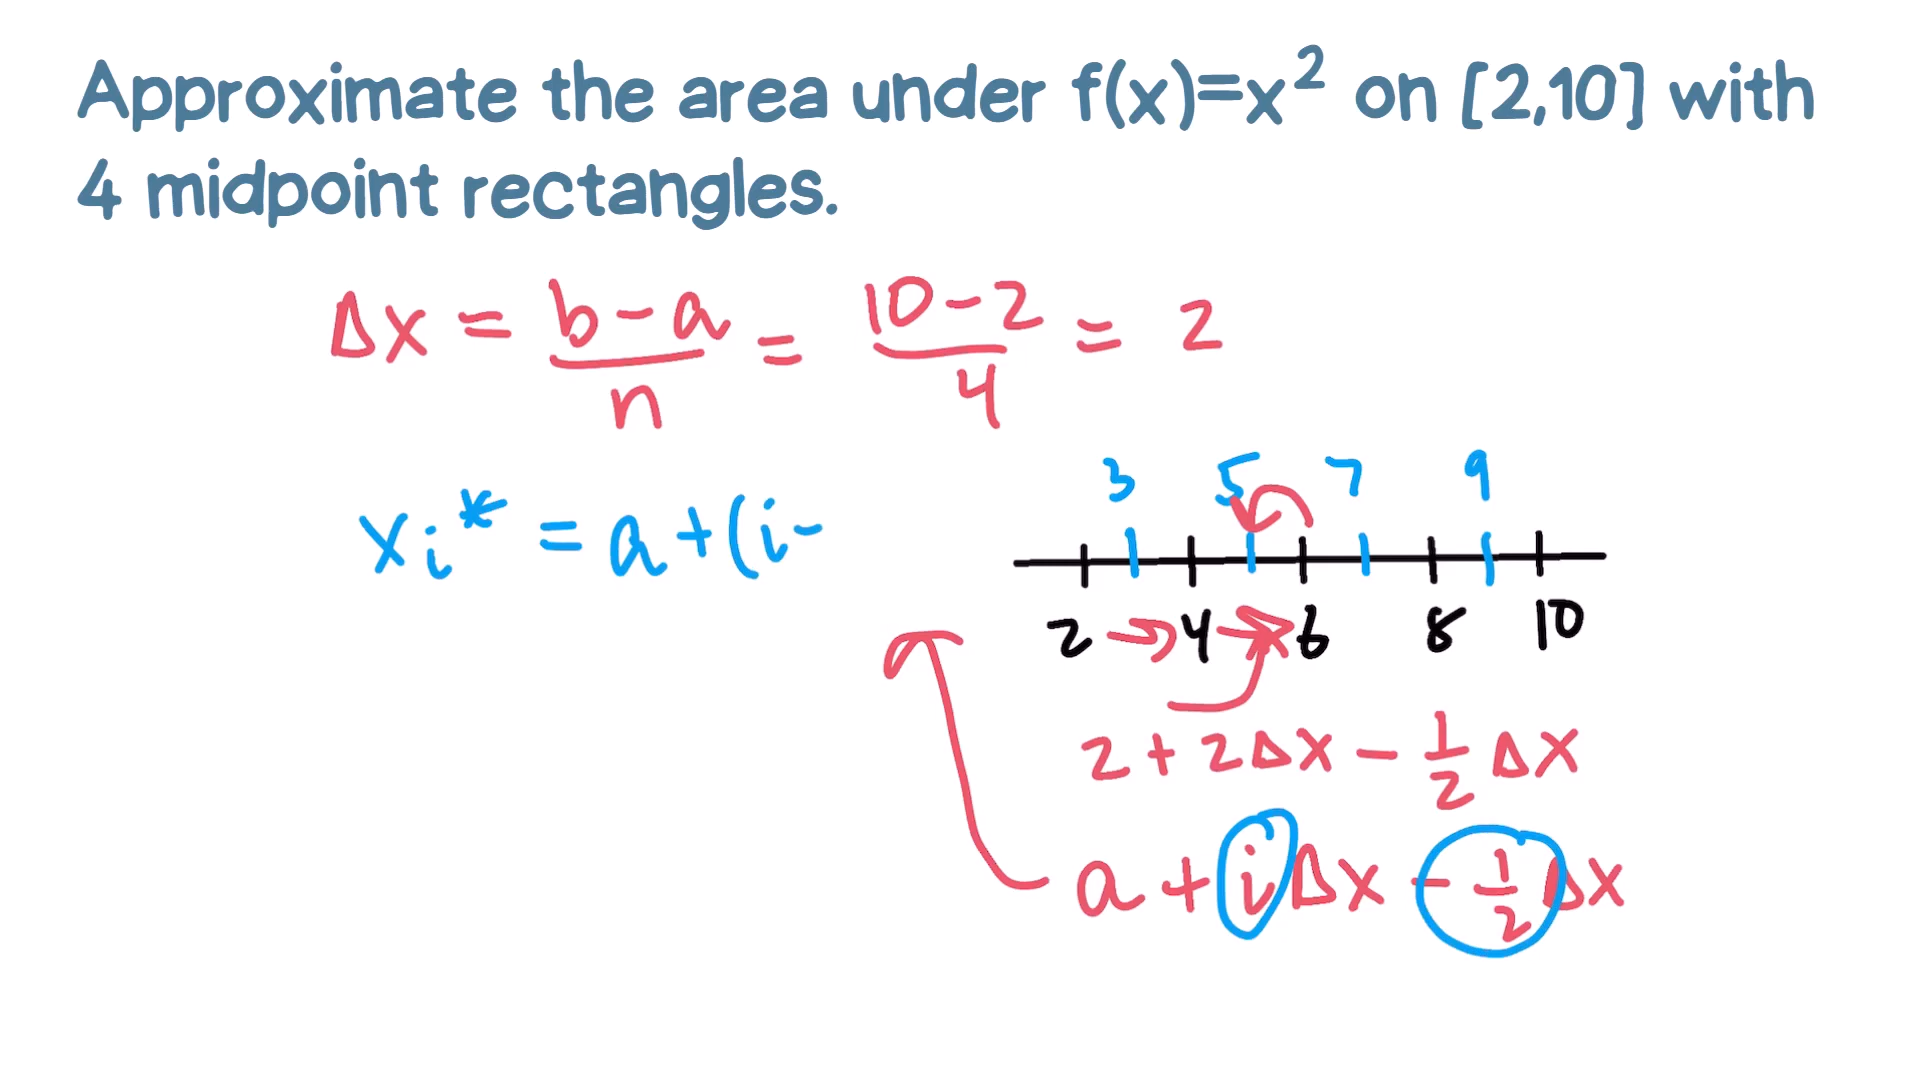 Approximate the area under f(x)=x² on [2,10] with
4 midpoint rectangles.
Δx = b-a/n = 10-2/4 = 2
3 5 7 9
xi* = a+(i-
2 → 4 → 6 8 10
2+2Δx-1/2Δx
a+iΔx-1/2Δx